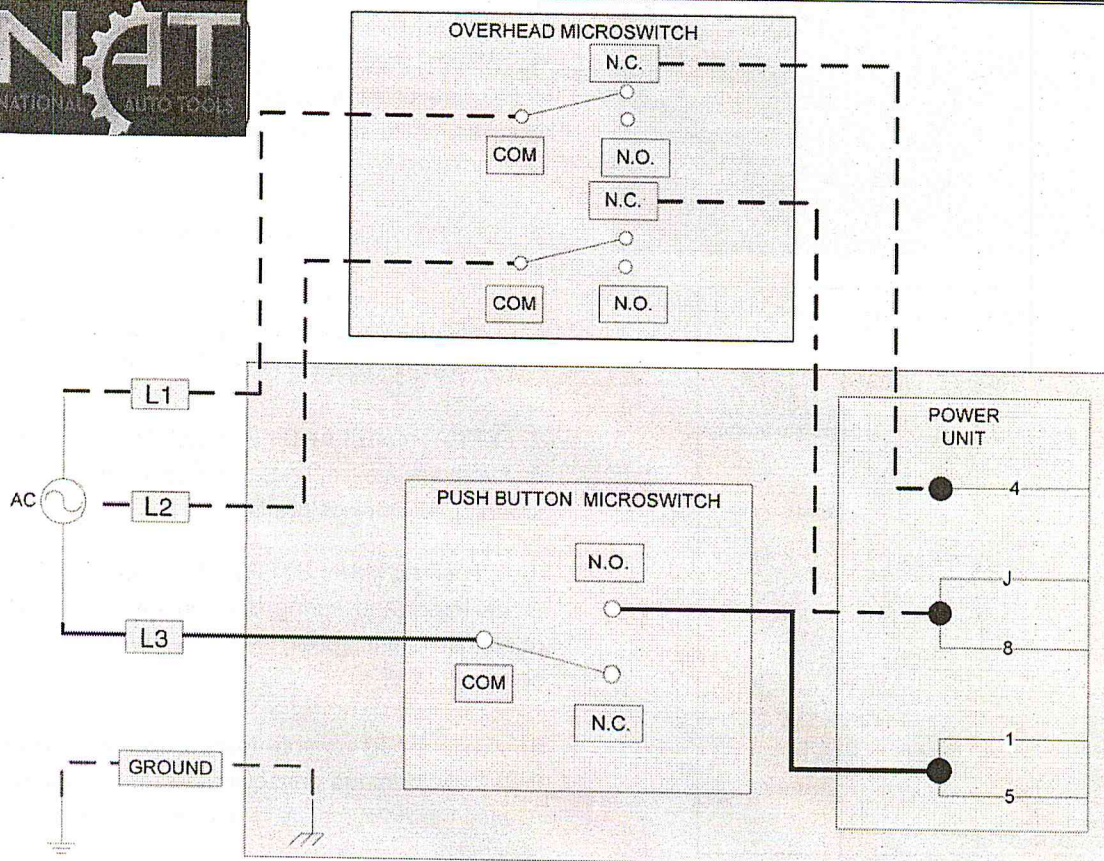 NAT
NATIONAL AUTO TOOLS
OVERHEAD MICROSWITCH
N.C.
COM
N.O.
N.C.
COM
N.O.
L1
POWER
UNIT
AC
L2
4
PUSH BUTTON MICROSWITCH
N.O.
J
L3
8
COM
N.C.
1
GROUND
5